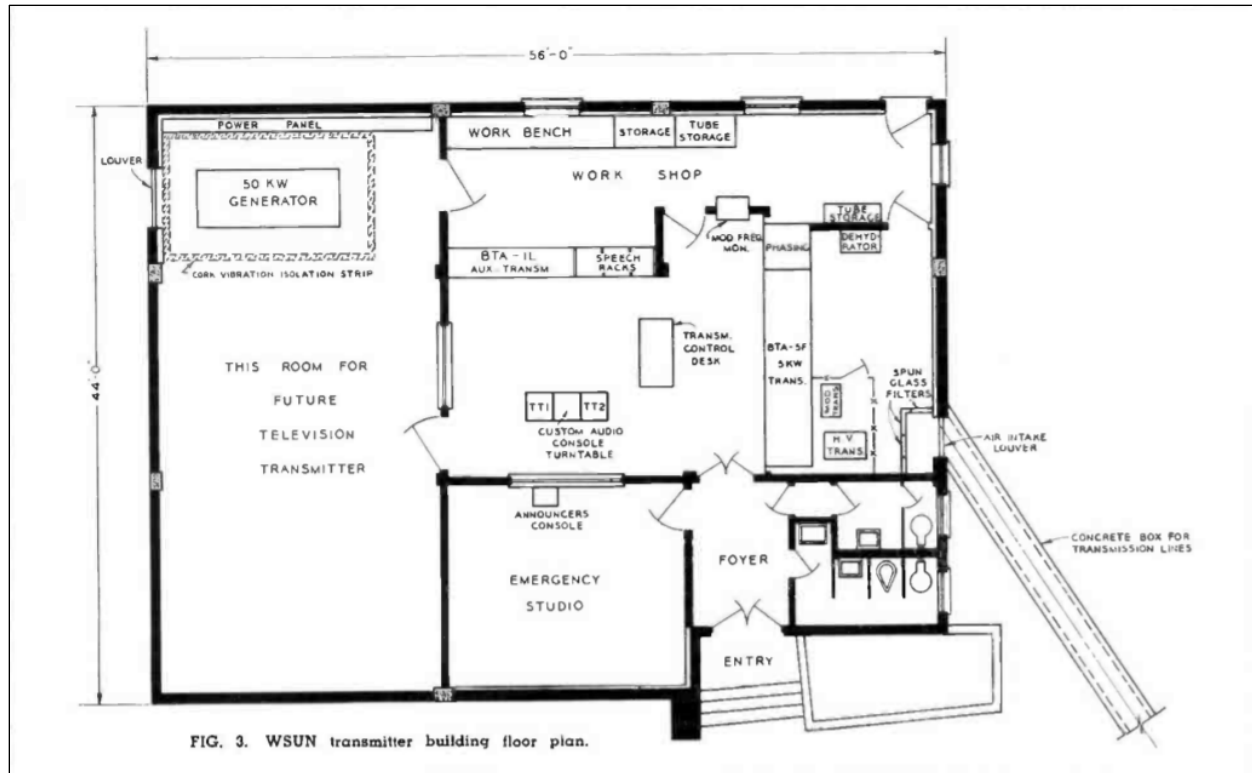 56'-0"
POWER PANEL
LOUVER
50 KW
GENERATOR
CORK VIBRATION ISOLATION STRIP
WORK BENCH
STORAGE
TUBE
STORAGE
WORK SHOP
MOD FREQ.
MON.
TUBE
STORAGE
PHASING
DEHYD-
RATOR
BTA-1L
AUX-TRANSM
SPEECH
RACKS
44'-0"
THIS ROOM FOR
FUTURE
TELEVISION
TRANSMITTER
TRANSM.
CONTROL
DESK
BTA-5F
5KW
TRANS.
SPUN
GLASS
FILTERS
MOD
TRANS
H.V
TRANS.
TT1
TT2
CUSTOM AUDIO
CONSOLE
TURNTABLE
AIR INTAKE
LOUVER
ANNOUNCERS
CONSOLE
CONCRETE BOX FOR
TRANSMISSION LINES
EMERGENCY
STUDIO
FOYER
ENTRY
FIG. 3. WSUN transmitter building floor plan.